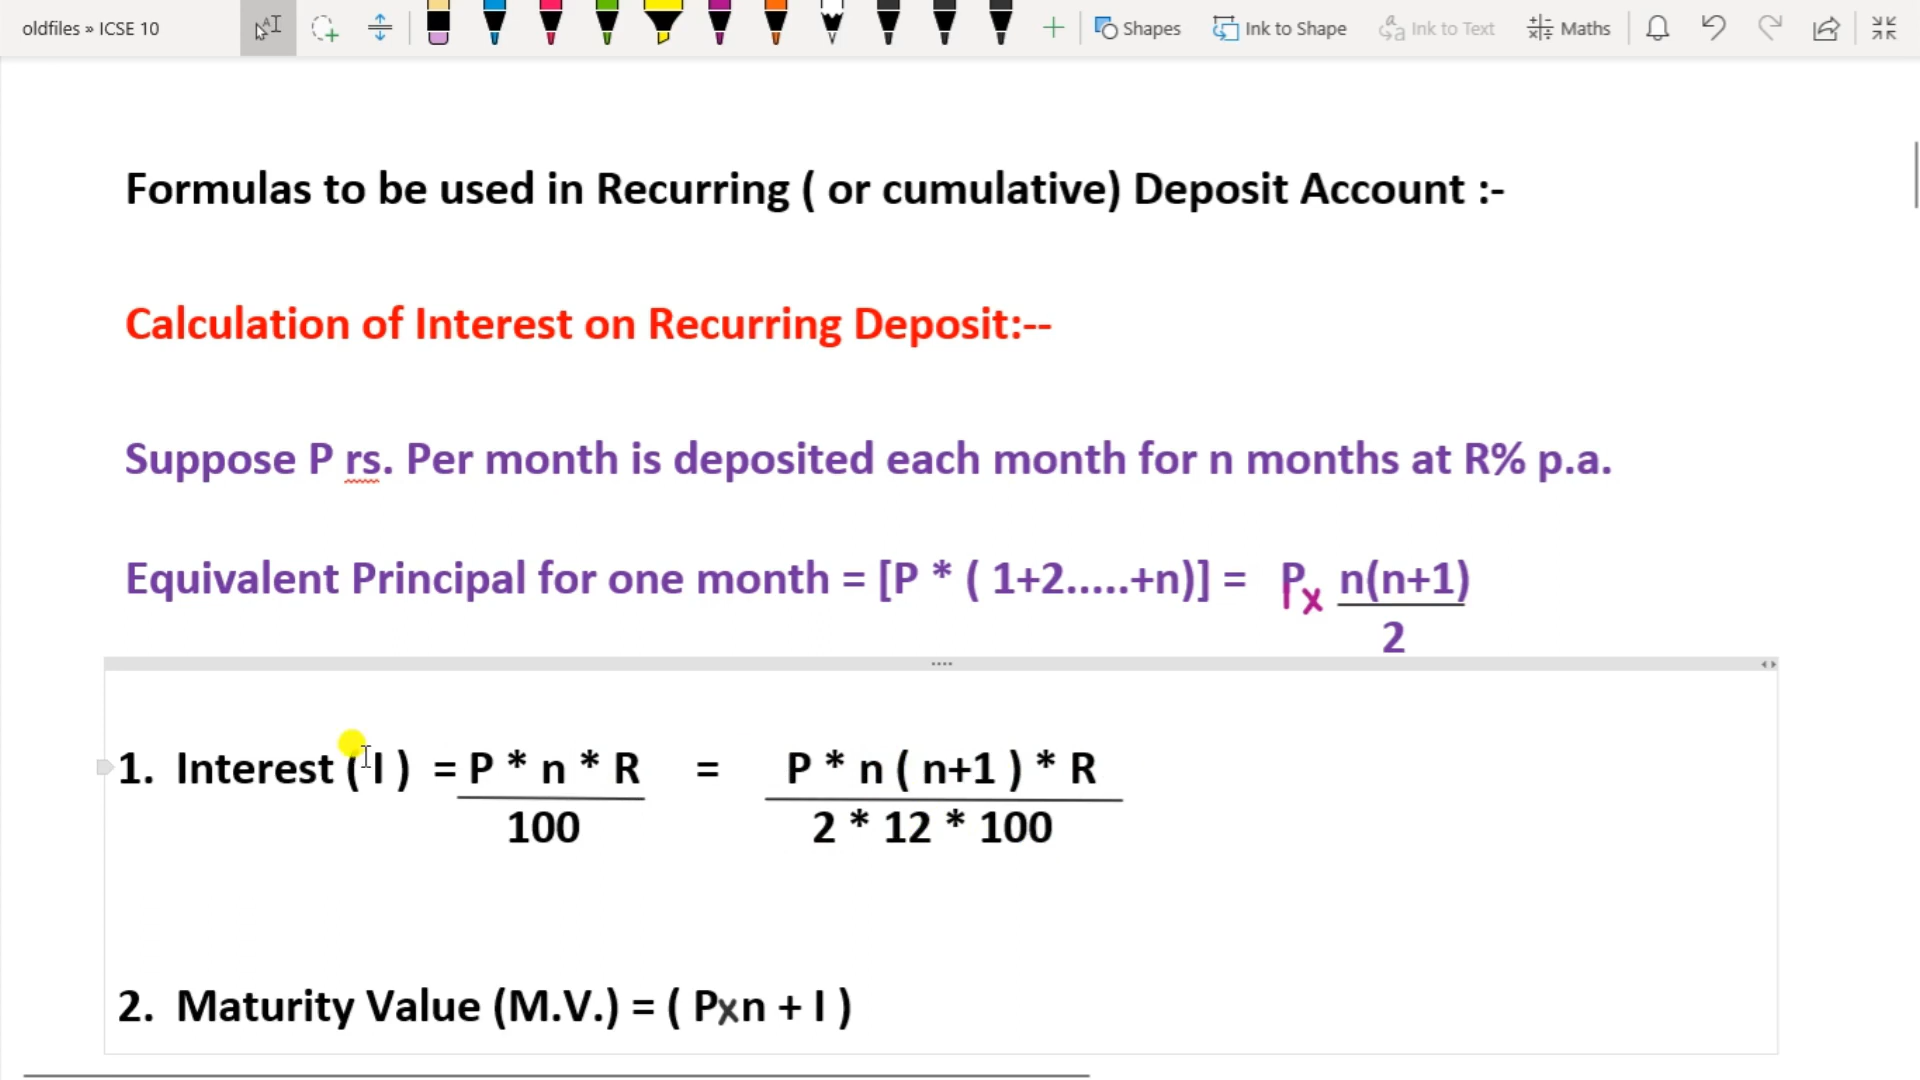 oldfiles » ICSE 10
Shapes
Ink to Shape
Ink to Text
Maths
Formulas to be used in Recurring ( or cumulative) Deposit Account :-
Calculation of Interest on Recurring Deposit:--
Suppose P rs. Per month is deposited each month for n months at R% p.a.
Equivalent Principal for one month = [P * ( 1+2.....+n)] = P x n(n+1)
2
1. Interest ( I ) = P * n * R = P * n ( n+1 ) * R
100 2 * 12 * 100
2. Maturity Value (M.V.) = ( Pxn + I )